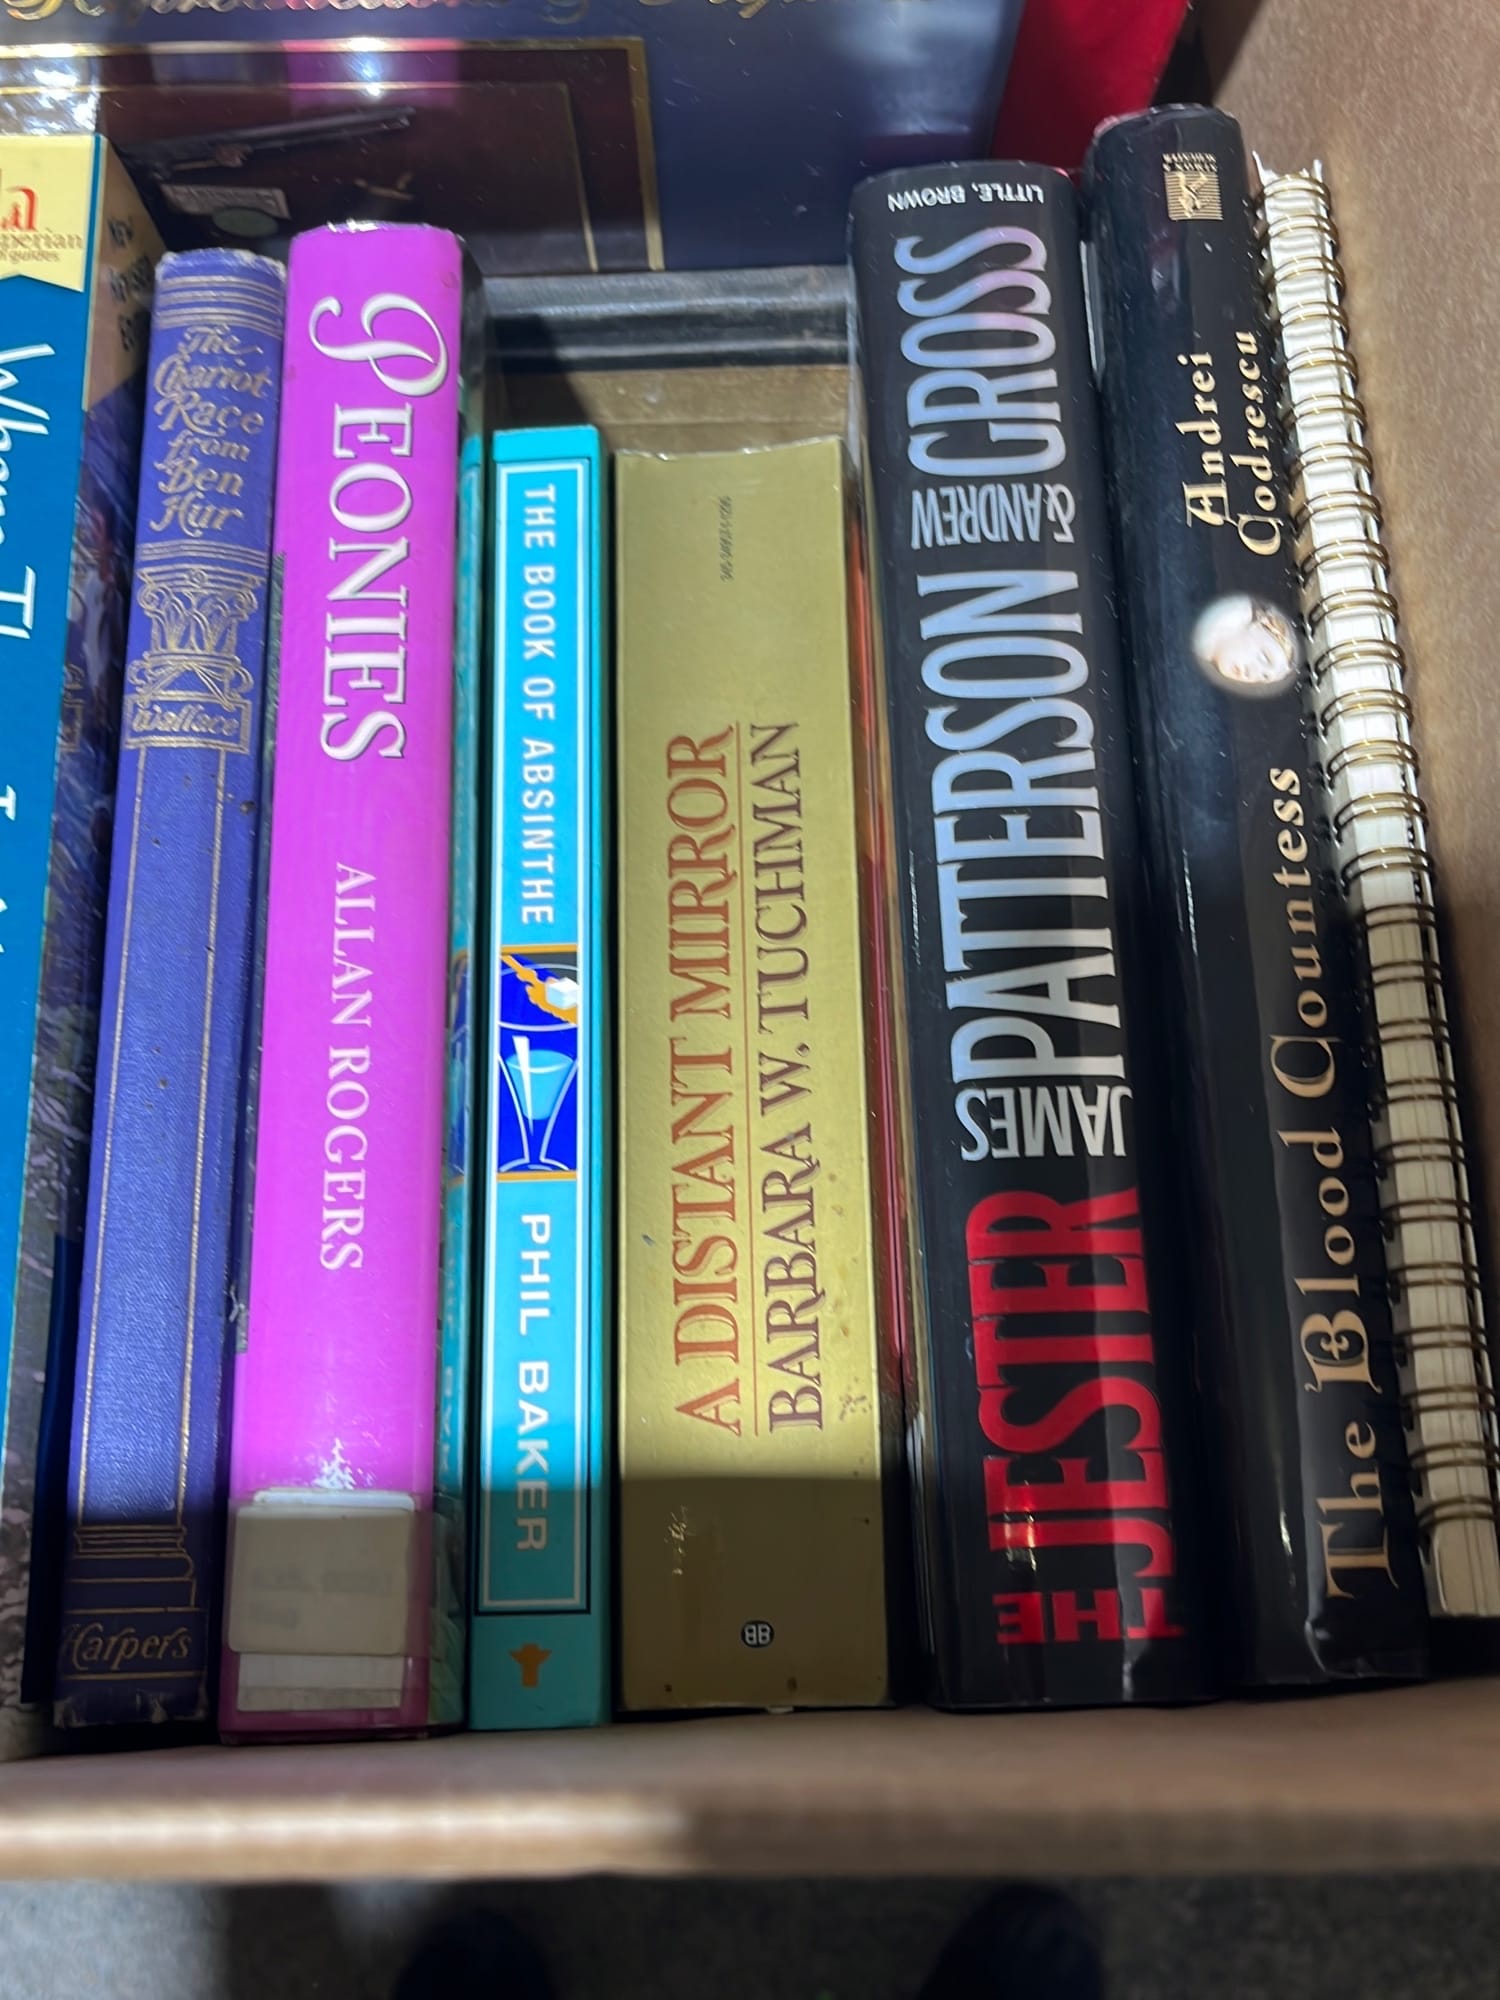 The
Chariot
Race
from
Ben
Hur
Wallace
Harpers
PEONIES
ALLAN ROGERS
THE BOOK OF ABSINTHE
PHIL BAKER
A DISTANT MIRROR
BARBARA W. TUCHMAN
BB
LITTLE, BROWN
JAMES PATTERSON & ANDREW GROSS
THE JESTER
Andrei
Codrescu
The Blood Countess